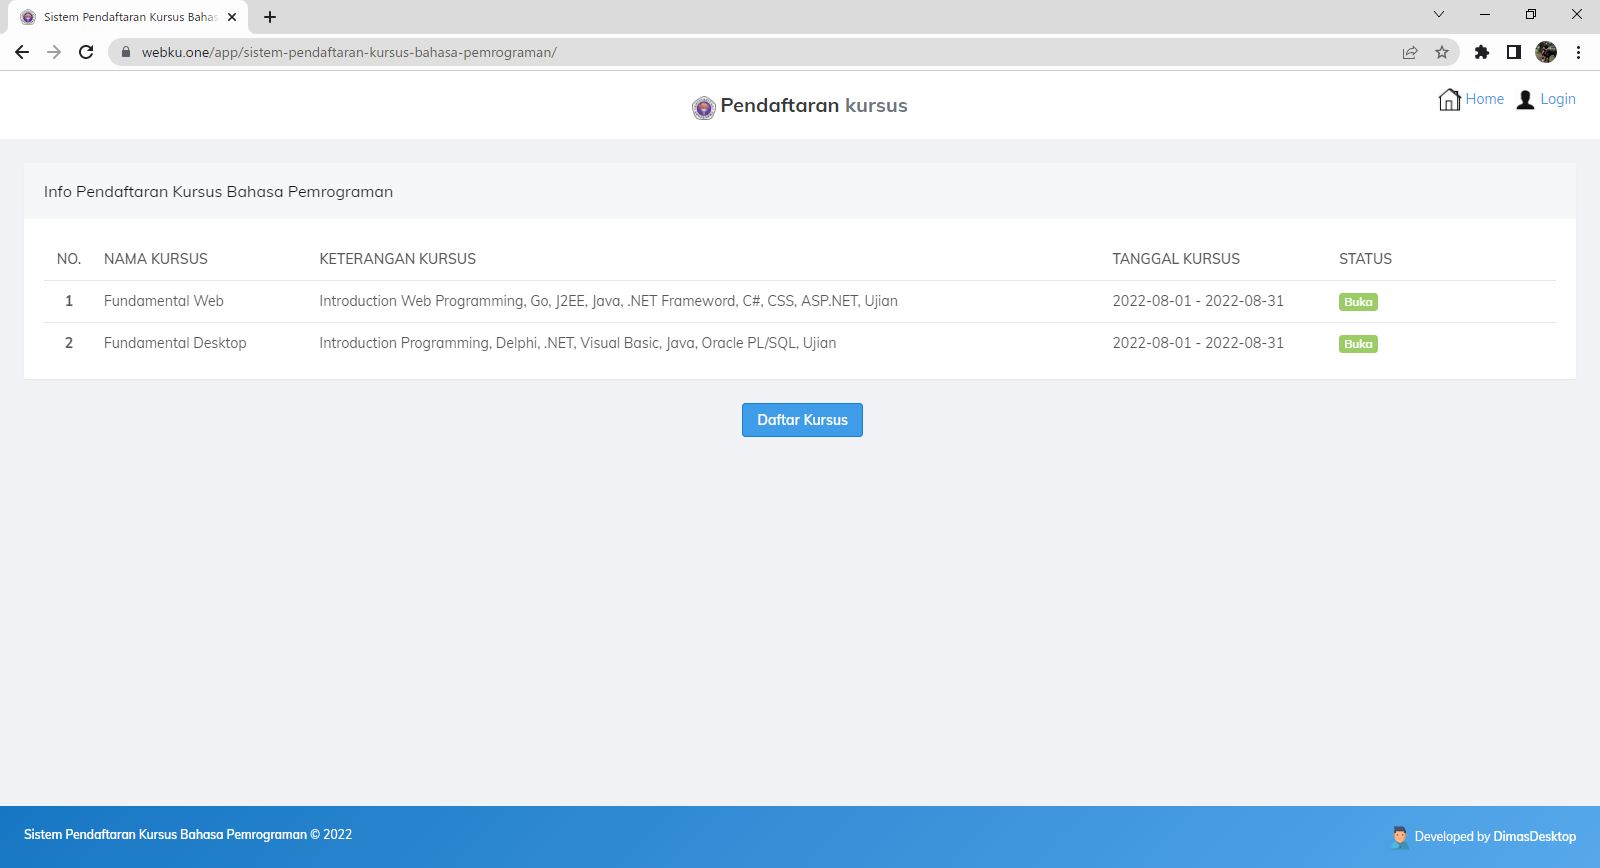 Sistem Pendaftaran Kursus Bahas
webku.one/app/sistem-pendaftaran-kursus-bahasa-pemrograman/
Pendaftaran kursus
Home Login
Info Pendaftaran Kursus Bahasa Pemrograman
NO. NAMA KURSUS KETERANGAN KURSUS TANGGAL KURSUS STATUS
1 Fundamental Web Introduction Web Programming, Go, J2EE, Java, .NET Frameword, C#, CSS, ASP.NET, Ujian 2022-08-01 - 2022-08-31 Buka
2 Fundamental Desktop Introduction Programming, Delphi, .NET, Visual Basic, Java, Oracle PL/SQL, Ujian 2022-08-01 - 2022-08-31 Buka
Daftar Kursus
Sistem Pendaftaran Kursus Bahasa Pemrograman © 2022
Developed by DimasDesktop